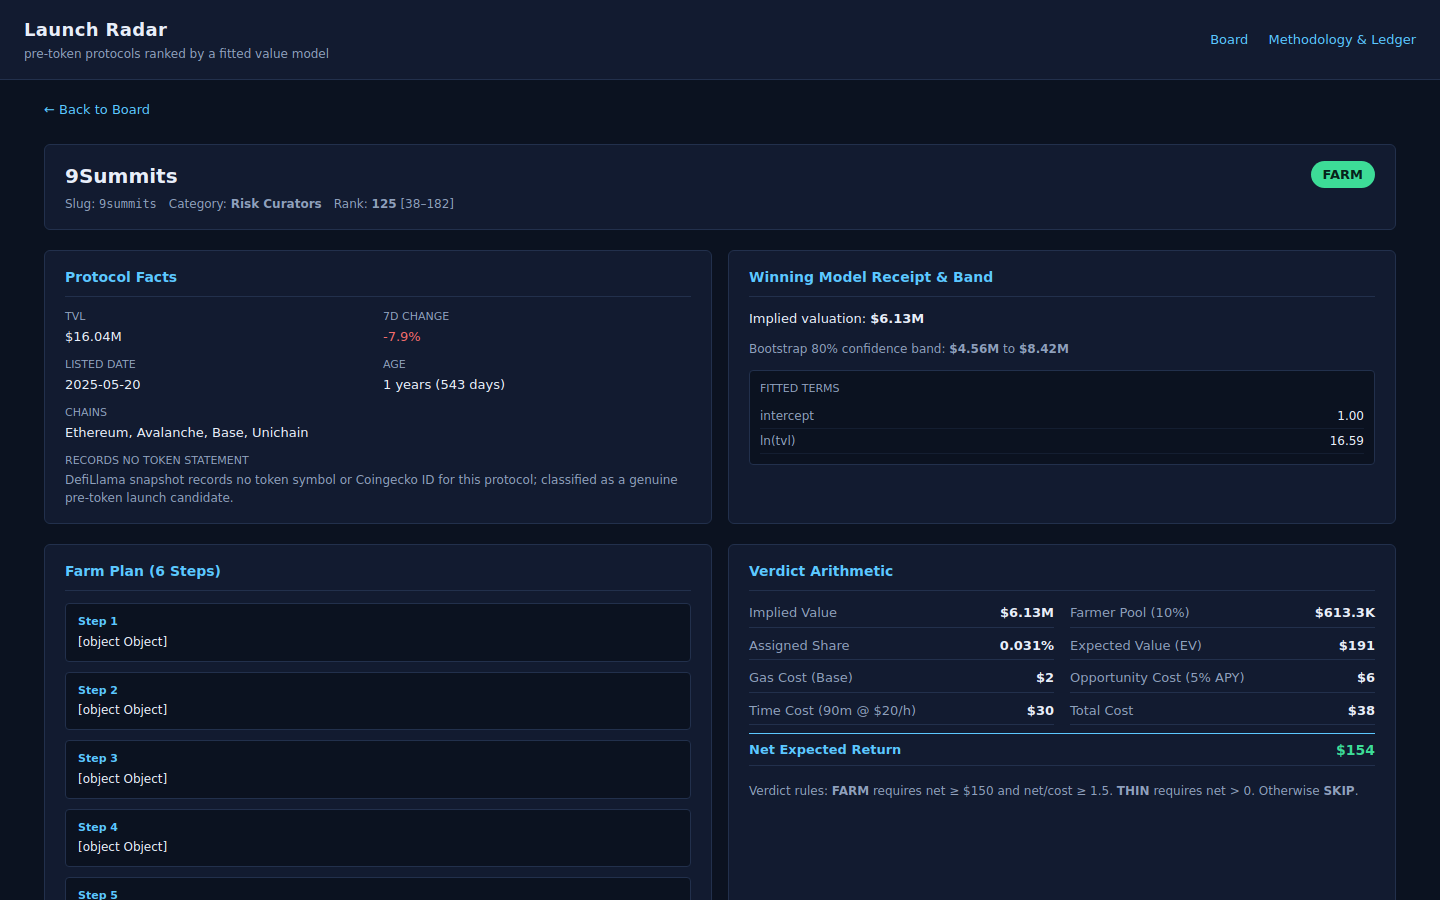 Launch Radar
pre-token protocols ranked by a fitted value model
Board Methodology & Ledger
← Back to Board
9Summits
FARM
Slug: 9summits Category: Risk Curators Rank: 125 [38–182]
Protocol Facts
TVL
$16.04M
7D CHANGE
-7.9%
LISTED DATE
2025-05-20
AGE
1 years (543 days)
CHAINS
Ethereum, Avalanche, Base, Unichain
RECORDS NO TOKEN STATEMENT
DefiLlama snapshot records no token symbol or Coingecko ID for this protocol; classified as a genuine
pre-token launch candidate.
Winning Model Receipt & Band
Implied valuation: $6.13M
Bootstrap 80% confidence band: $4.56M to $8.42M
FITTED TERMS
intercept 1.00
ln(tvl) 16.59
Farm Plan (6 Steps)
Step 1
[object Object]
Step 2
[object Object]
Step 3
[object Object]
Step 4
[object Object]
Step 5
Verdict Arithmetic
Implied Value $6.13M Farmer Pool (10%) $613.3K
Assigned Share 0.031% Expected Value (EV) $191
Gas Cost (Base) $2 Opportunity Cost (5% APY) $6
Time Cost (90m @ $20/h) $30 Total Cost $38
Net Expected Return $154
Verdict rules: FARM requires net ≥ $150 and net/cost ≥ 1.5. THIN requires net > 0. Otherwise SKIP.